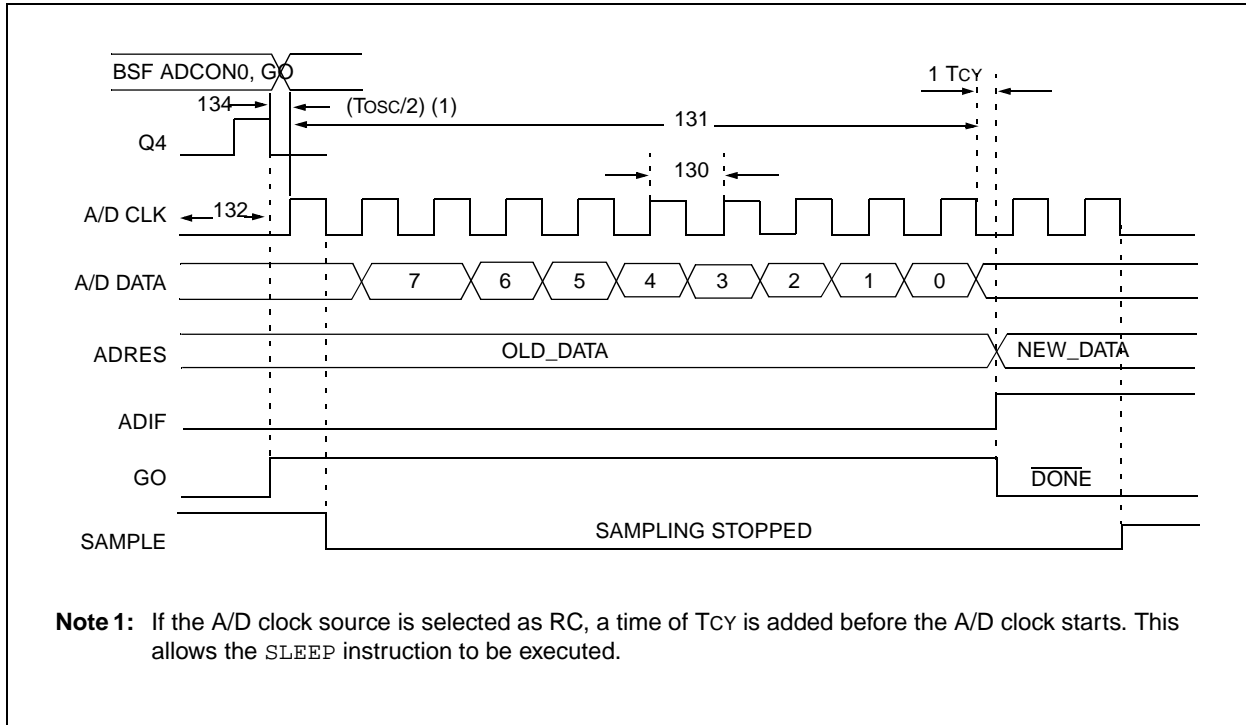 BSF ADCON0, GO
1 TCY
134
(TOSC/2) (1)
131
Q4
130
A/D CLK
132
A/D DATA
7 6 5 4 3 2 1 0
ADRES
OLD_DATA
NEW_DATA
ADIF
GO
DONE
SAMPLE
SAMPLING STOPPED
Note 1: If the A/D clock source is selected as RC, a time of TCY is added before the A/D clock starts. This
allows the SLEEP instruction to be executed.